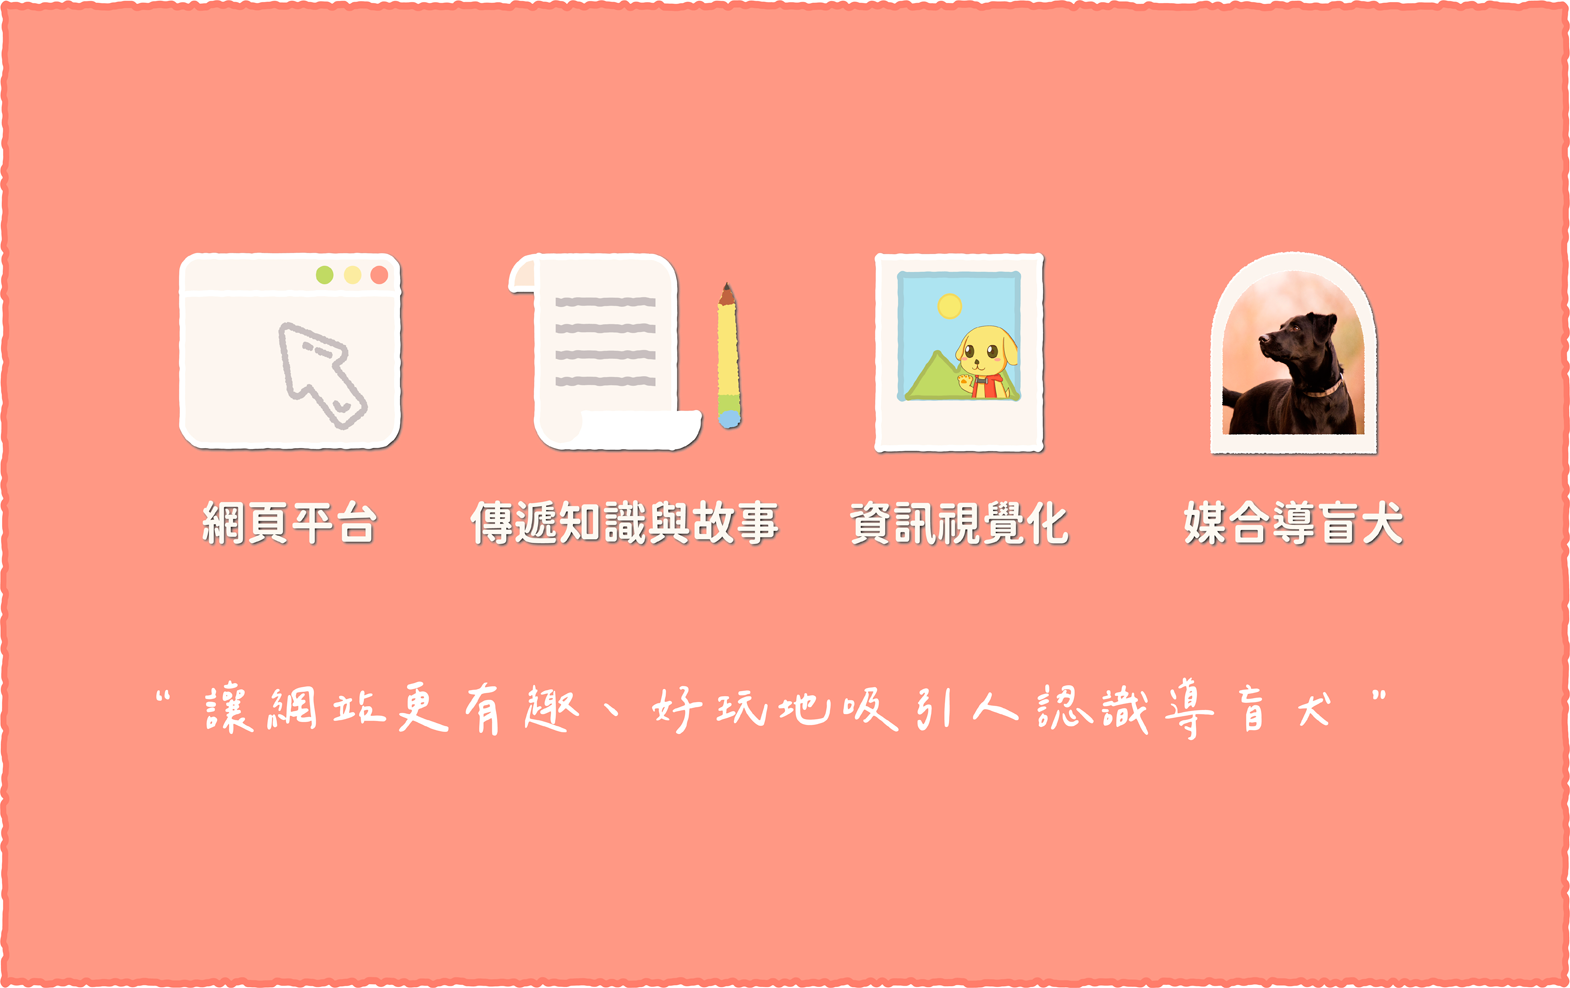 網頁平台
傳遞知識與故事
資訊視覺化
媒合導盲犬
“ 讓網站更有趣、好玩地吸引人認識導盲犬 ”